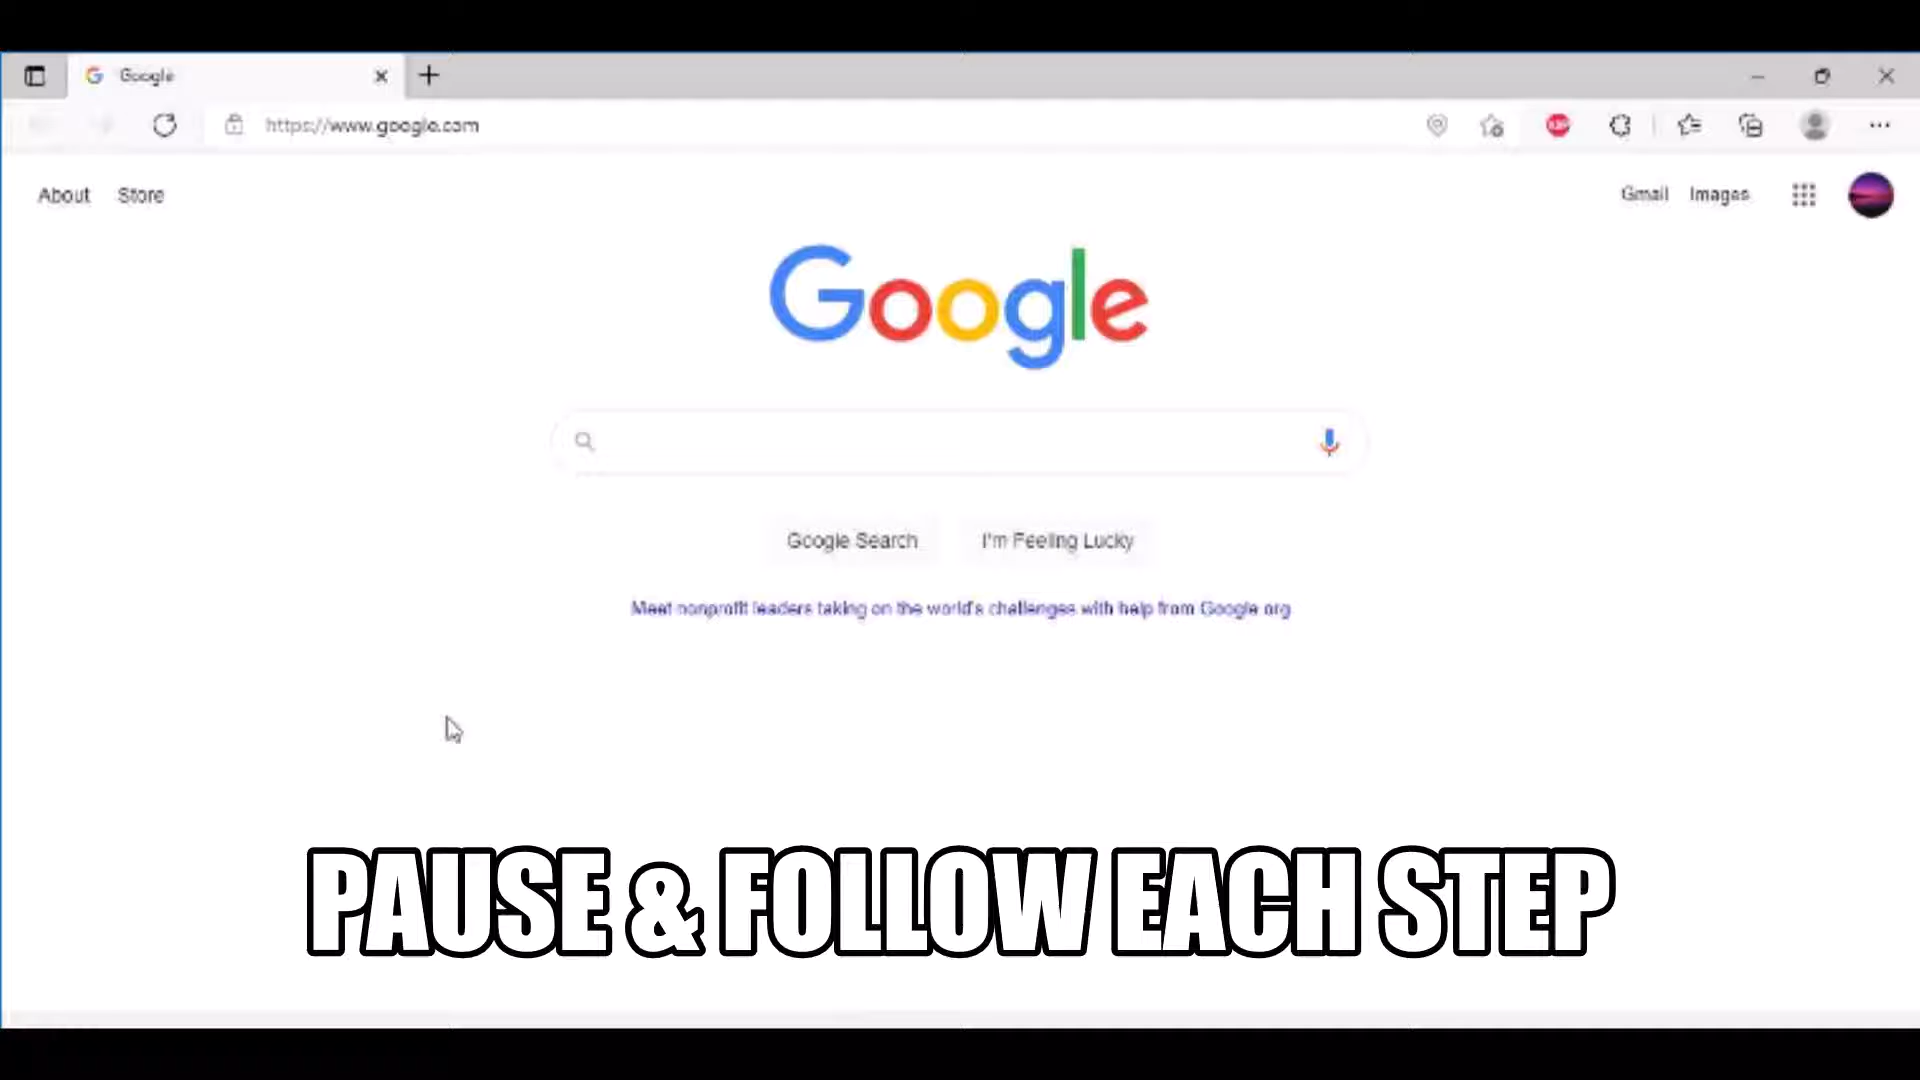 Google
https://www.google.com
About Store
Gmail Images
Google
Google Search I'm Feeling Lucky
Meet nonprofit leaders taking on the world's challenges with help from Google.org
PAUSE & FOLLOW EACH STEP